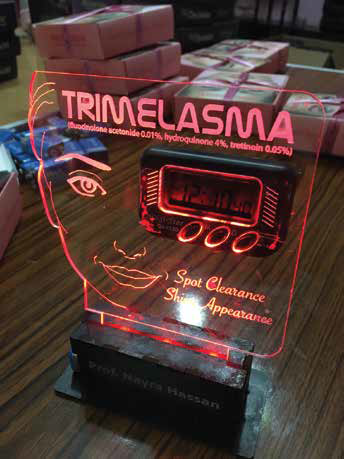 TRIMELASMA
(fluocinolone acetonide 0.01%, hydroquinone 4%, tretinoin 0.05%)
Spot Clearance
Shiny Appearance
Prof. Nayra Hassan